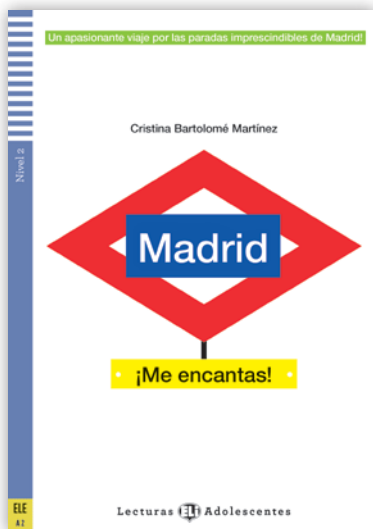 Un apasionante viaje por las paradas imprescindibles de Madrid!
Cristina Bartolomé Martínez
Nivel 2
Madrid
¡Me encantas!
ELE
A2
Lecturas ELi Adolescentes